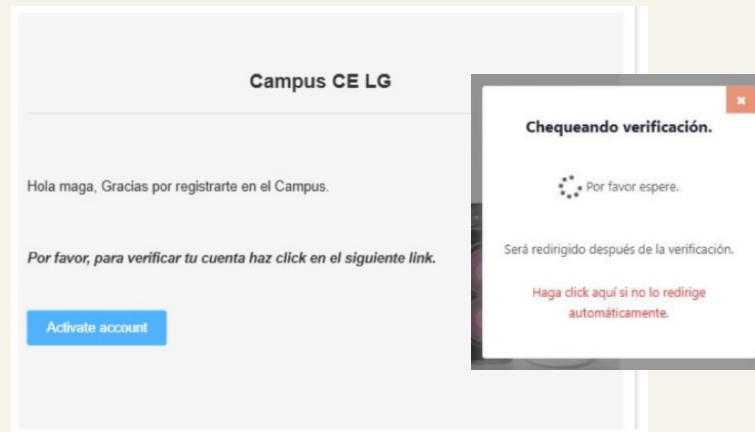 Campus CE LG
Hola maga, Gracias por registrarte en el Campus.
Por favor, para verificar tu cuenta haz click en el siguiente link.
Activate account
Chequeando verificación.
Por favor espere.
Será redirigido después de la verificación.
Haga click aquí si no lo redirige
automáticamente.